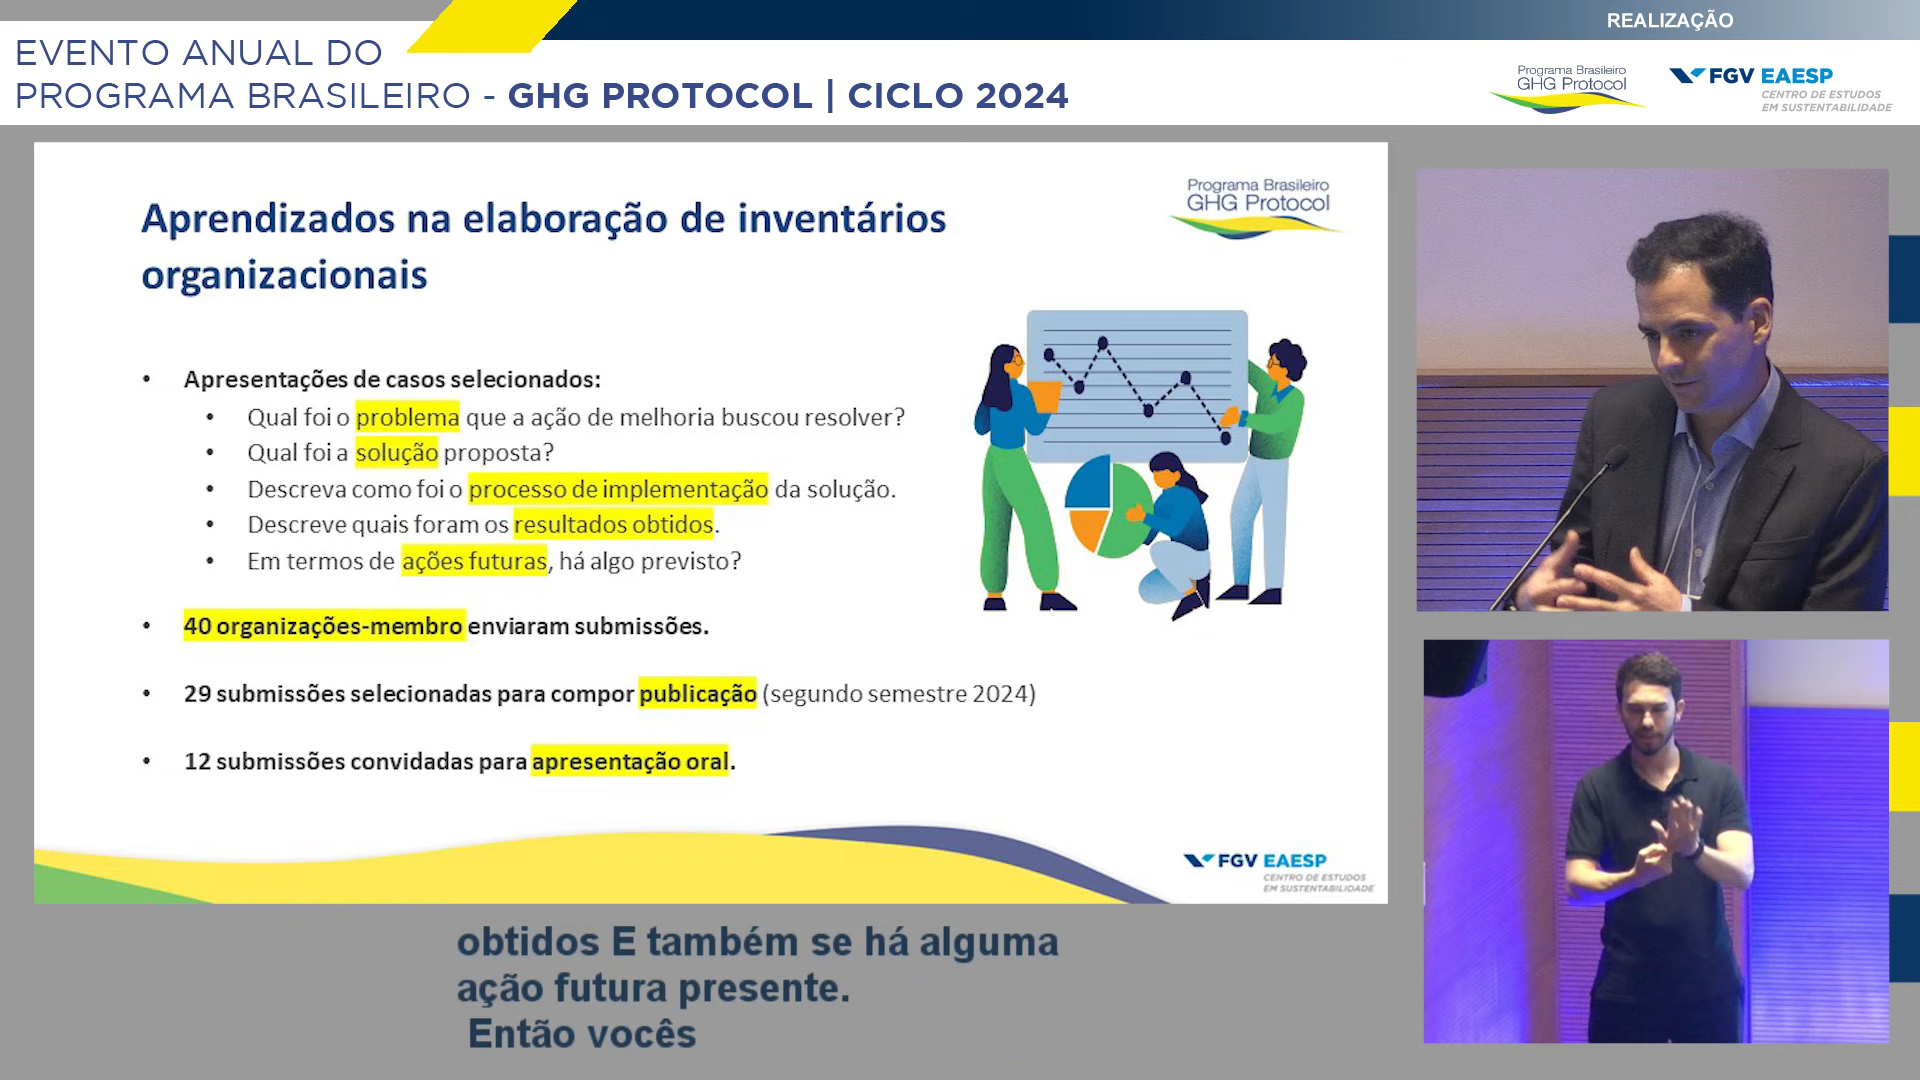 REALIZAÇÃO
EVENTO ANUAL DO
PROGRAMA BRASILEIRO - GHG PROTOCOL | CICLO 2024
Programa Brasileiro
GHG Protocol
FGV EAESP
CENTRO DE ESTUDOS
EM SUSTENTABILIDADE
Programa Brasileiro
GHG Protocol
Aprendizados na elaboração de inventários
organizacionais
• Apresentações de casos selecionados:
• Qual foi o problema que a ação de melhoria buscou resolver?
• Qual foi a solução proposta?
• Descreva como foi o processo de implementação da solução.
• Descreve quais foram os resultados obtidos.
• Em termos de ações futuras, há algo previsto?
• 40 organizações-membro enviaram submissões.
• 29 submissões selecionadas para compor publicação (segundo semestre 2024)
• 12 submissões convidadas para apresentação oral.
FGV EAESP
CENTRO DE ESTUDOS
EM SUSTENTABILIDADE
obtidos E também se há alguma
ação futura presente.
Então vocês